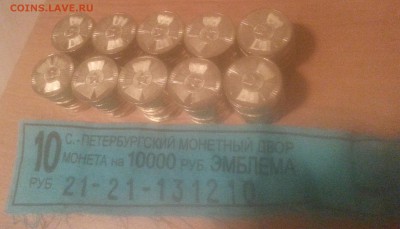 COINS.LAVE.RU
С.-ПЕТЕРБУРГСКИЙ МОНЕТНЫЙ ДВОР
10 МОНЕТА на 10000 РУБ. ЭМБЛЕМА
РУБ. 21-21-131210